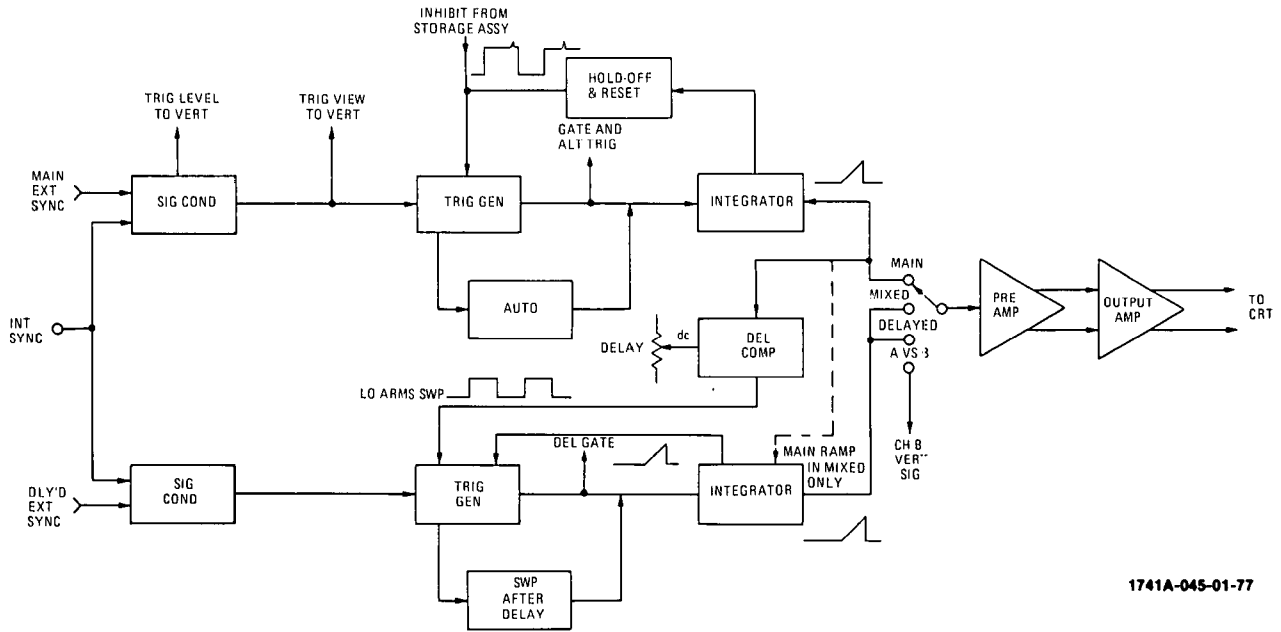 INHIBIT FROM
STORAGE ASSY
HOLD-OFF
& RESET
TRIG LEVEL
TO VERT
TRIG VIEW
TO VERT
GATE AND
ALT TRIG
MAIN
EXT
SYNC
SIG COND
TRIG GEN
INTEGRATOR
AUTO
INT
SYNC
DELAY
dc
DEL
COMP
MAIN
MIXED
DELAYED
A VS B
PRE
AMP
OUTPUT
AMP
TO
CRT
LO ARMS SWP
DEL GATE
MAIN RAMP
IN MIXED
ONLY
CH B
VERT
SIG
DLY'D
EXT
SYNC
SIG
COND
TRIG
GEN
INTEGRATOR
SWP
AFTER
DELAY
1741A-045-01-77